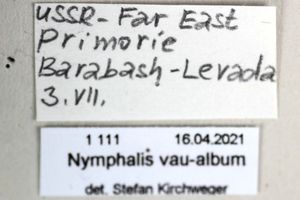 USSR-Far East
Primorie
Barabash-Levada
3.VII.
1 111 16.04.2021
Nymphalis vau-album
det. Stefan Kirchweger